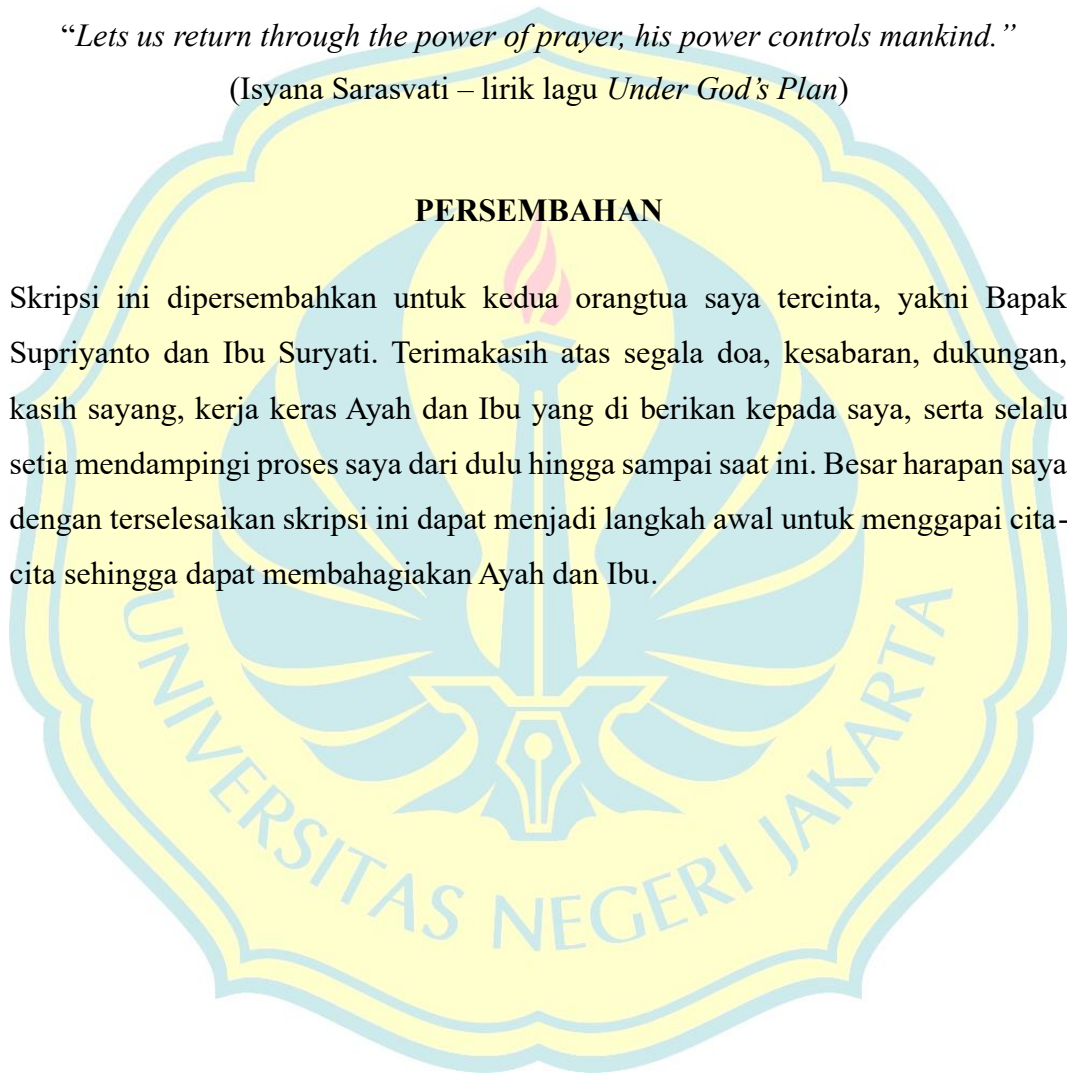 “Lets us return through the power of prayer, his power controls mankind.”
(Isyana Sarasvati – lirik lagu Under God’s Plan)
PERSEMBAHAN
Skripsi ini dipersembahkan untuk kedua orangtua saya tercinta, yakni Bapak
Supriyanto dan Ibu Suryati. Terimakasih atas segala doa, kesabaran, dukungan,
kasih sayang, kerja keras Ayah dan Ibu yang di berikan kepada saya, serta selalu
setia mendampingi proses saya dari dulu hingga sampai saat ini. Besar harapan saya
dengan terselesaikan skripsi ini dapat menjadi langkah awal untuk menggapai cita-
cita sehingga dapat membahagiakan Ayah dan Ibu.
UNIVERSITAS NEGERI JAKARTA